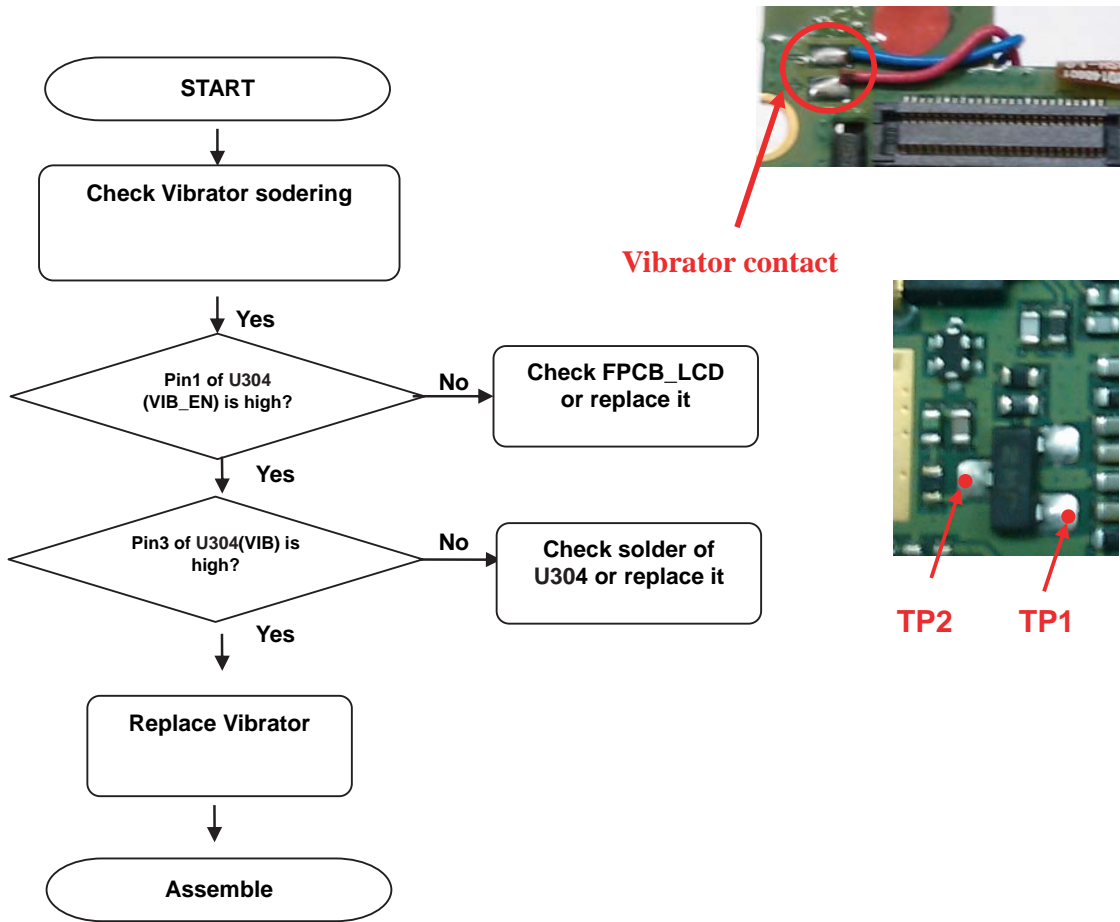 START
Check Vibrator sodering
Yes
Pin1 of U304
(VIB_EN) is high?
No
Check FPCB_LCD
or replace it
Yes
Pin3 of U304(VIB) is
high?
No
Check solder of
U304 or replace it
Yes
Replace Vibrator
Assemble
Vibrator contact
TP2
TP1